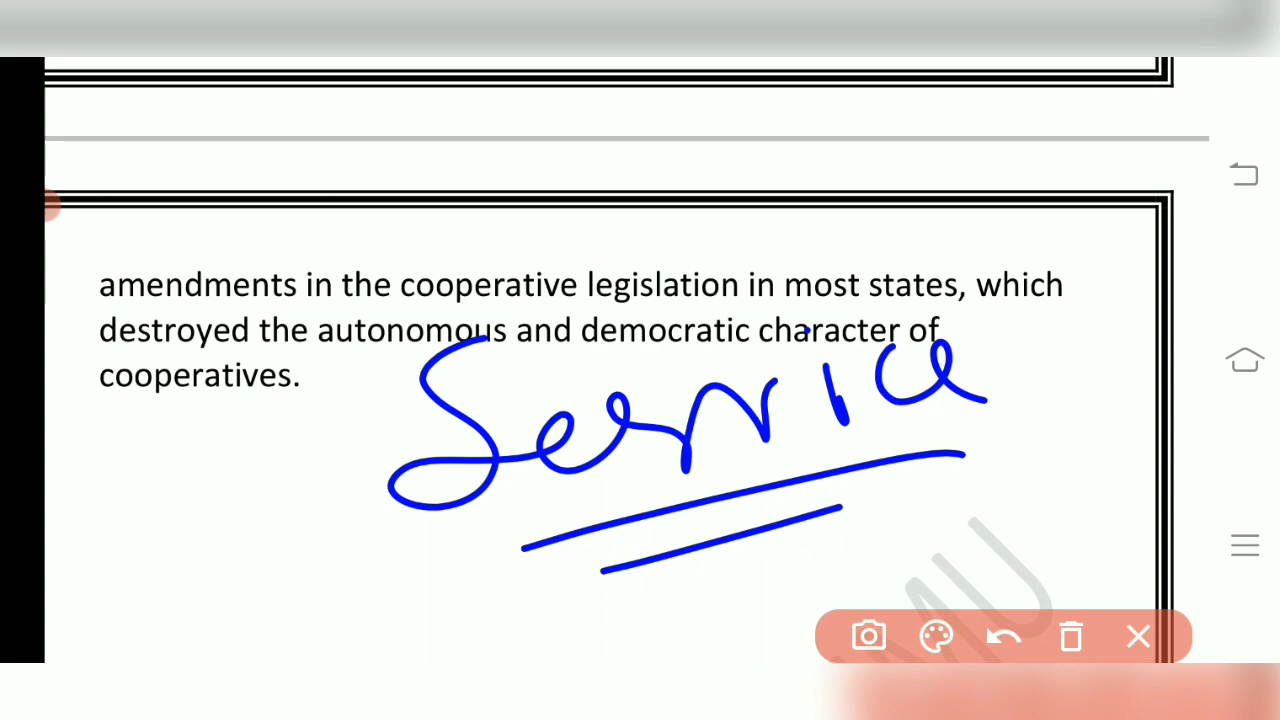 amendments in the cooperative legislation in most states, which
destroyed the autonomous and democratic character of
cooperatives.
Service